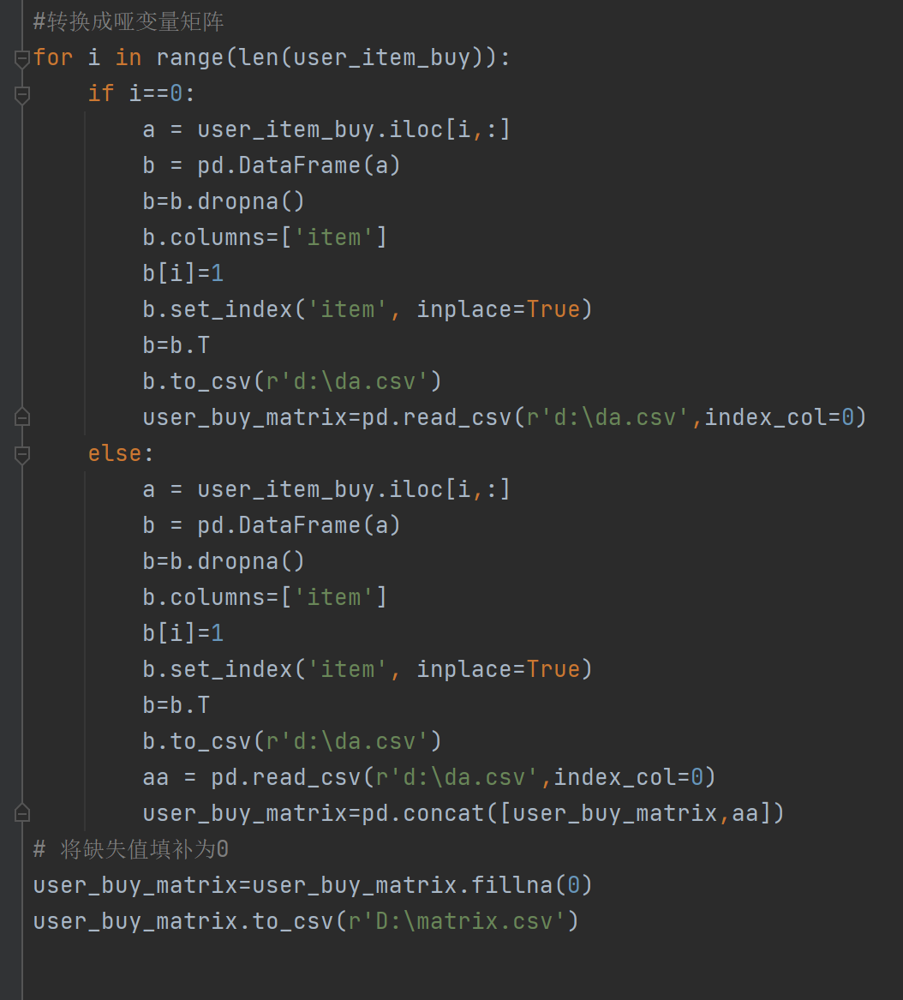 #转换成哑变量矩阵
for i in range(len(user_item_buy)):
    if i==0:
        a = user_item_buy.iloc[i,:]
        b = pd.DataFrame(a)
        b=b.dropna()
        b.columns=['item']
        b[i]=1
        b.set_index('item', inplace=True)
        b=b.T
        b.to_csv(r'd:\da.csv')
        user_buy_matrix=pd.read_csv(r'd:\da.csv',index_col=0)
    else:
        a = user_item_buy.iloc[i,:]
        b = pd.DataFrame(a)
        b=b.dropna()
        b.columns=['item']
        b[i]=1
        b.set_index('item', inplace=True)
        b=b.T
        b.to_csv(r'd:\da.csv')
        aa = pd.read_csv(r'd:\da.csv',index_col=0)
        user_buy_matrix=pd.concat([user_buy_matrix,aa])
# 将缺失值填补为0
user_buy_matrix=user_buy_matrix.fillna(0)
user_buy_matrix.to_csv(r'D:\matrix.csv')